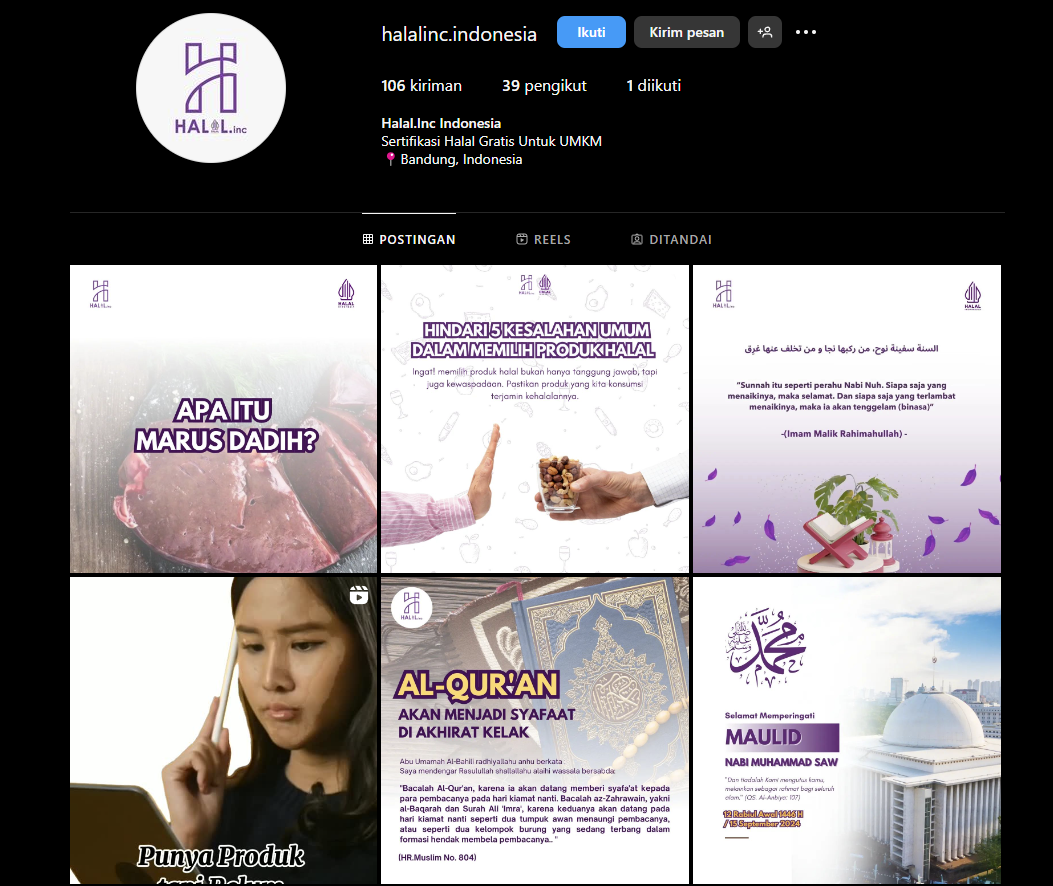 halalinc.indonesia
Ikuti
Kirim pesan
106 kiriman
39 pengikut
1 diikuti
HALAL.inc
Halal.Inc Indonesia
Sertifikasi Halal Gratis Untuk UMKM
Bandung, Indonesia
POSTINGAN
REELS
DITANDAI
HALAL.inc
HALAL
APA ITU
MARUS DADIH?
HALAL.inc
HALAL
HINDARI 5 KESALAHAN UMUM
DALAM MEMILIH PRODUK HALAL
Ingat! memilih produk halal bukan hanya tanggung jawab, tapi
juga kewaspadaan. Pastikan produk yang kita konsumsi
terjamin kehalalannya.
HALAL.inc
HALAL
السنة سفينة نوح، من ركبها نجا و من تخلف عنها غرِق
"Sunnah itu seperti perahu Nabi Nuh. Siapa saja yang
menaikinya, maka selamat. Dan siapa saja yang terlambat
menaikinya, maka ia akan tenggelam (binasa)"
-(Imam Malik Rahimahullah) -
Punya Produk
tapi Belum
HALAL.inc
AL-QUR'AN
AKAN MENJADI SYAFAAT
DI AKHIRAT KELAK
Abu Umamah Al-Bahili radhiyallahu anhu berkata.
Saya mendengar Rasulullah shallallahu alaihi wassala bersabda:
"Bacalah Al-Qur'an, karena ia akan datang memberi syafa'at kepada
para pembacanya pada hari kiamat nanti. Bacalah az-Zahrawain, yakni
al-Baqarah dan Surah Ali 'Imra', karena keduanya akan datang pada
hari kiamat nanti seperti dua tumpuk awan menaungi pembacanya,
atau seperti dua kelompok burung yang sedang terbang dalam
formasi hendak membela pembacanya.. "
(HR.Muslim No. 804)
محمد
صلى الله عليه وسلم
Selamat Memperingati
MAULID
NABI MUHAMMAD SAW
"Dan tiadalah Kami mengutus kamu,
melainkan sebagai rahmat bagi seluruh
alam." (QS. Al-Anbiya: 107)
12 Rabiul Awal 1446 H
/ 15 September 2024